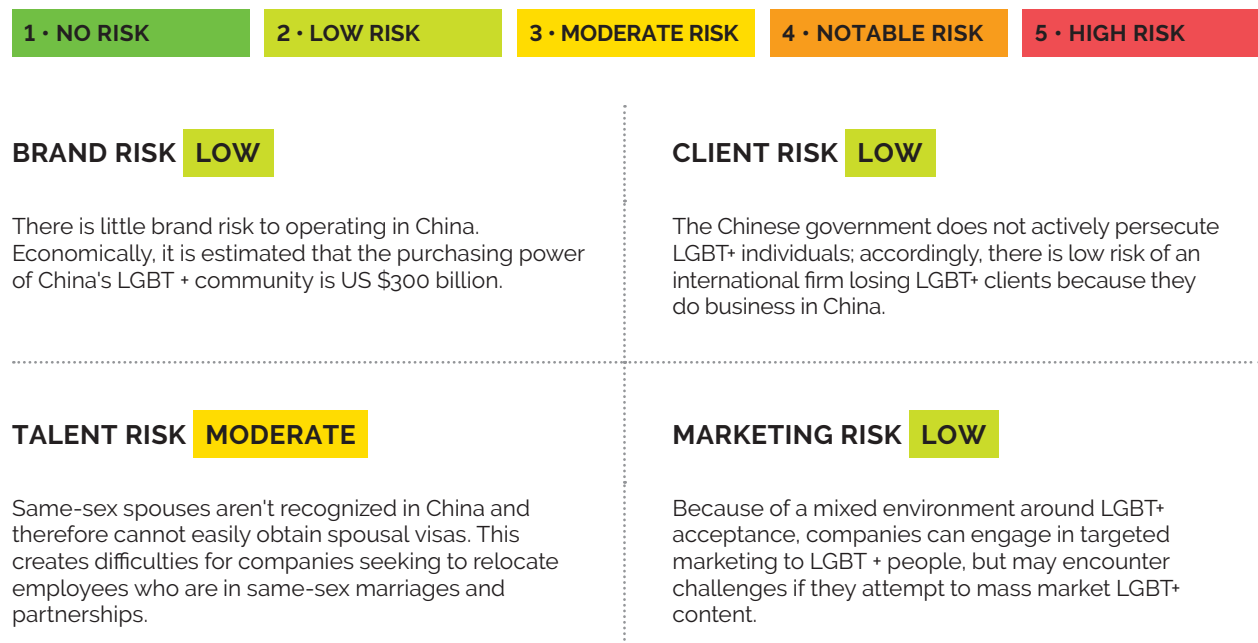 1 • NO RISK
2 • LOW RISK
3 • MODERATE RISK
4 • NOTABLE RISK
5 • HIGH RISK
BRAND RISK LOW
There is little brand risk to operating in China.
Economically, it is estimated that the purchasing power
of China's LGBT + community is US $300 billion.
CLIENT RISK LOW
The Chinese government does not actively persecute
LGBT+ individuals; accordingly, there is low risk of an
international firm losing LGBT+ clients because they
do business in China.
TALENT RISK MODERATE
Same-sex spouses aren't recognized in China and
therefore cannot easily obtain spousal visas. This
creates difficulties for companies seeking to relocate
employees who are in same-sex marriages and
partnerships.
MARKETING RISK LOW
Because of a mixed environment around LGBT+
acceptance, companies can engage in targeted
marketing to LGBT + people, but may encounter
challenges if they attempt to mass market LGBT+
content.